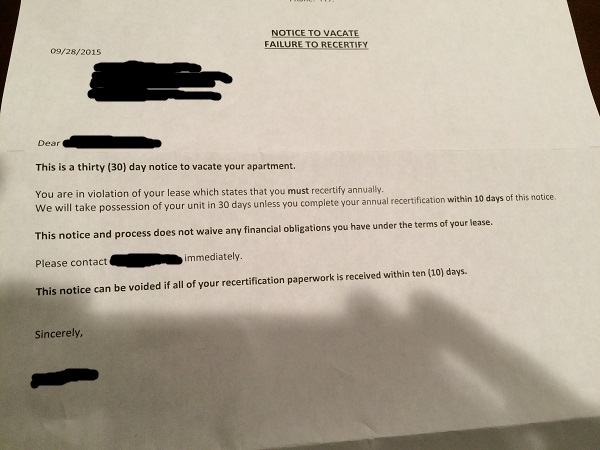 NOTICE TO VACATE
FAILURE TO RECERTIFY
09/28/2015
Dear
This is a thirty (30) day notice to vacate your apartment.
You are in violation of your lease which states that you must recertify annually.
We will take possession of your unit in 30 days unless you complete your annual recertification within 10 days of this notice.
This notice and process does not waive any financial obligations you have under the terms of your lease.
Please contact immediately.
This notice can be voided if all of your recertification paperwork is received within ten (10) days.
Sincerely,